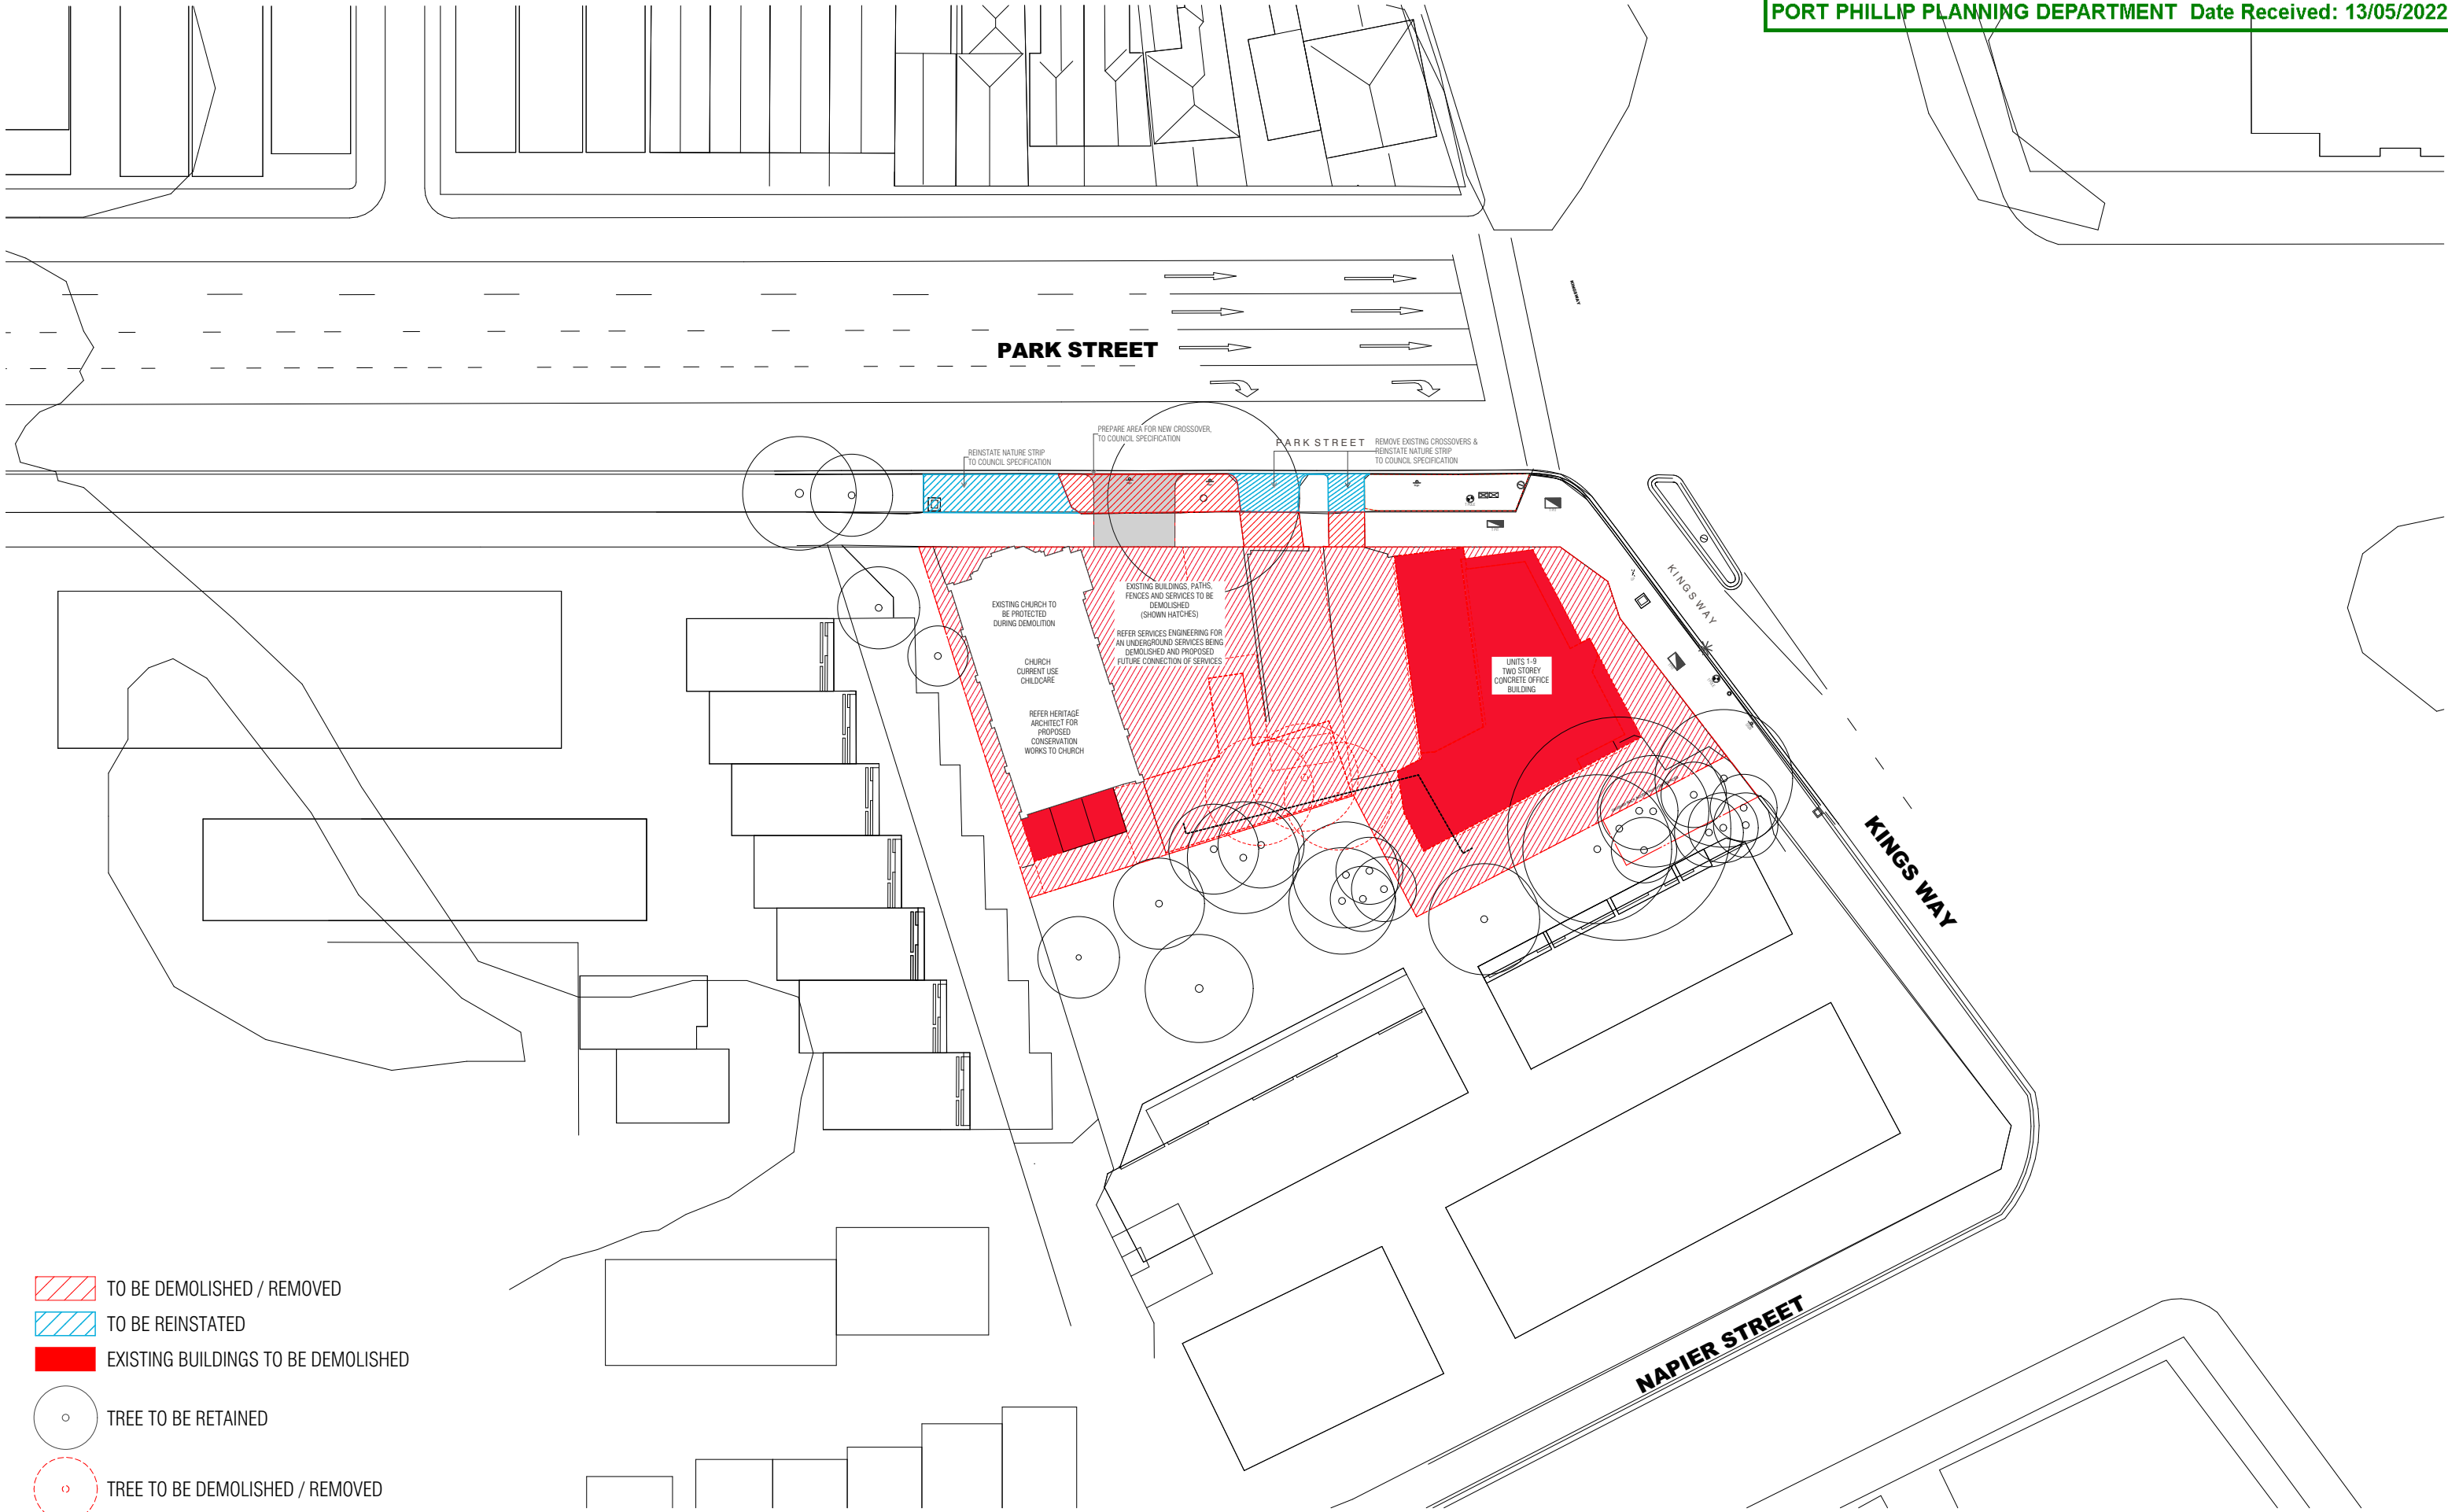 PORT PHILLIP PLANNING DEPARTMENT Date Received: 13/05/2022
KINGSWAY
PARK STREET
PREPARE AREA FOR NEW CROSSOVER,
TO COUNCIL SPECIFICATION
REINSTATE NATURE STRIP
TO COUNCIL SPECIFICATION
PARK STREET
REMOVE EXISTING CROSSOVERS &
REINSTATE NATURE STRIP
TO COUNCIL SPECIFICATION
KINGSWAY
EXISTING CHURCH TO
BE PROTECTED
DURING DEMOLITION
CHURCH
CURRENT USE
CHILDCARE
REFER HERITAGE
ARCHITECT FOR
PROPOSED
CONSERVATION
WORKS TO CHURCH
EXISTING BUILDINGS, PATHS,
FENCES AND SERVICES TO BE
DEMOLISHED
(SHOWN HATCHES)
REFER SERVICES ENGINEERING FOR
AN UNDERGROUND SERVICES BEING
DEMOLISHED AND PROPOSED
FUTURE CONNECTION OF SERVICES
UNITS 1-9
TWO STOREY
CONCRETE OFFICE
BUILDING
KINGS WAY
NAPIER STREET
TO BE DEMOLISHED / REMOVED
TO BE REINSTATED
EXISTING BUILDINGS TO BE DEMOLISHED
TREE TO BE RETAINED
TREE TO BE DEMOLISHED / REMOVED